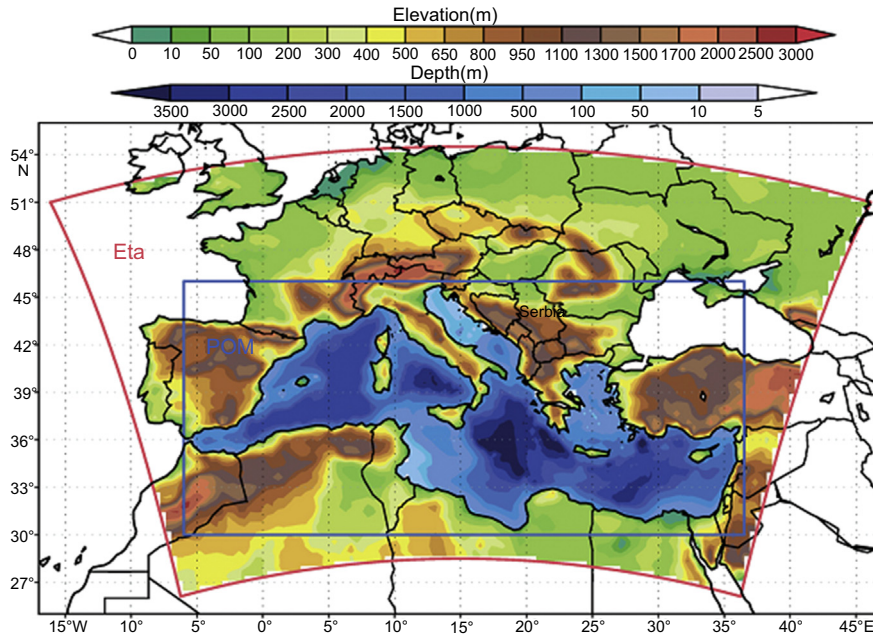 Elevation(m)
0 10 50 100 200 300 400 500 650 800 950 1100 1300 1500 1700 2000 2500 3000
Depth(m)
3500 3000 2500 2000 1500 1000 500 100 50 10 5
54°
N
51°
Eta
48°
45°
Serbia
POM
42°
39°
36°
33°
30°
27°
15°W 10° 5° 0° 5° 10° 15° 20° 25° 30° 35° 40° 45°E